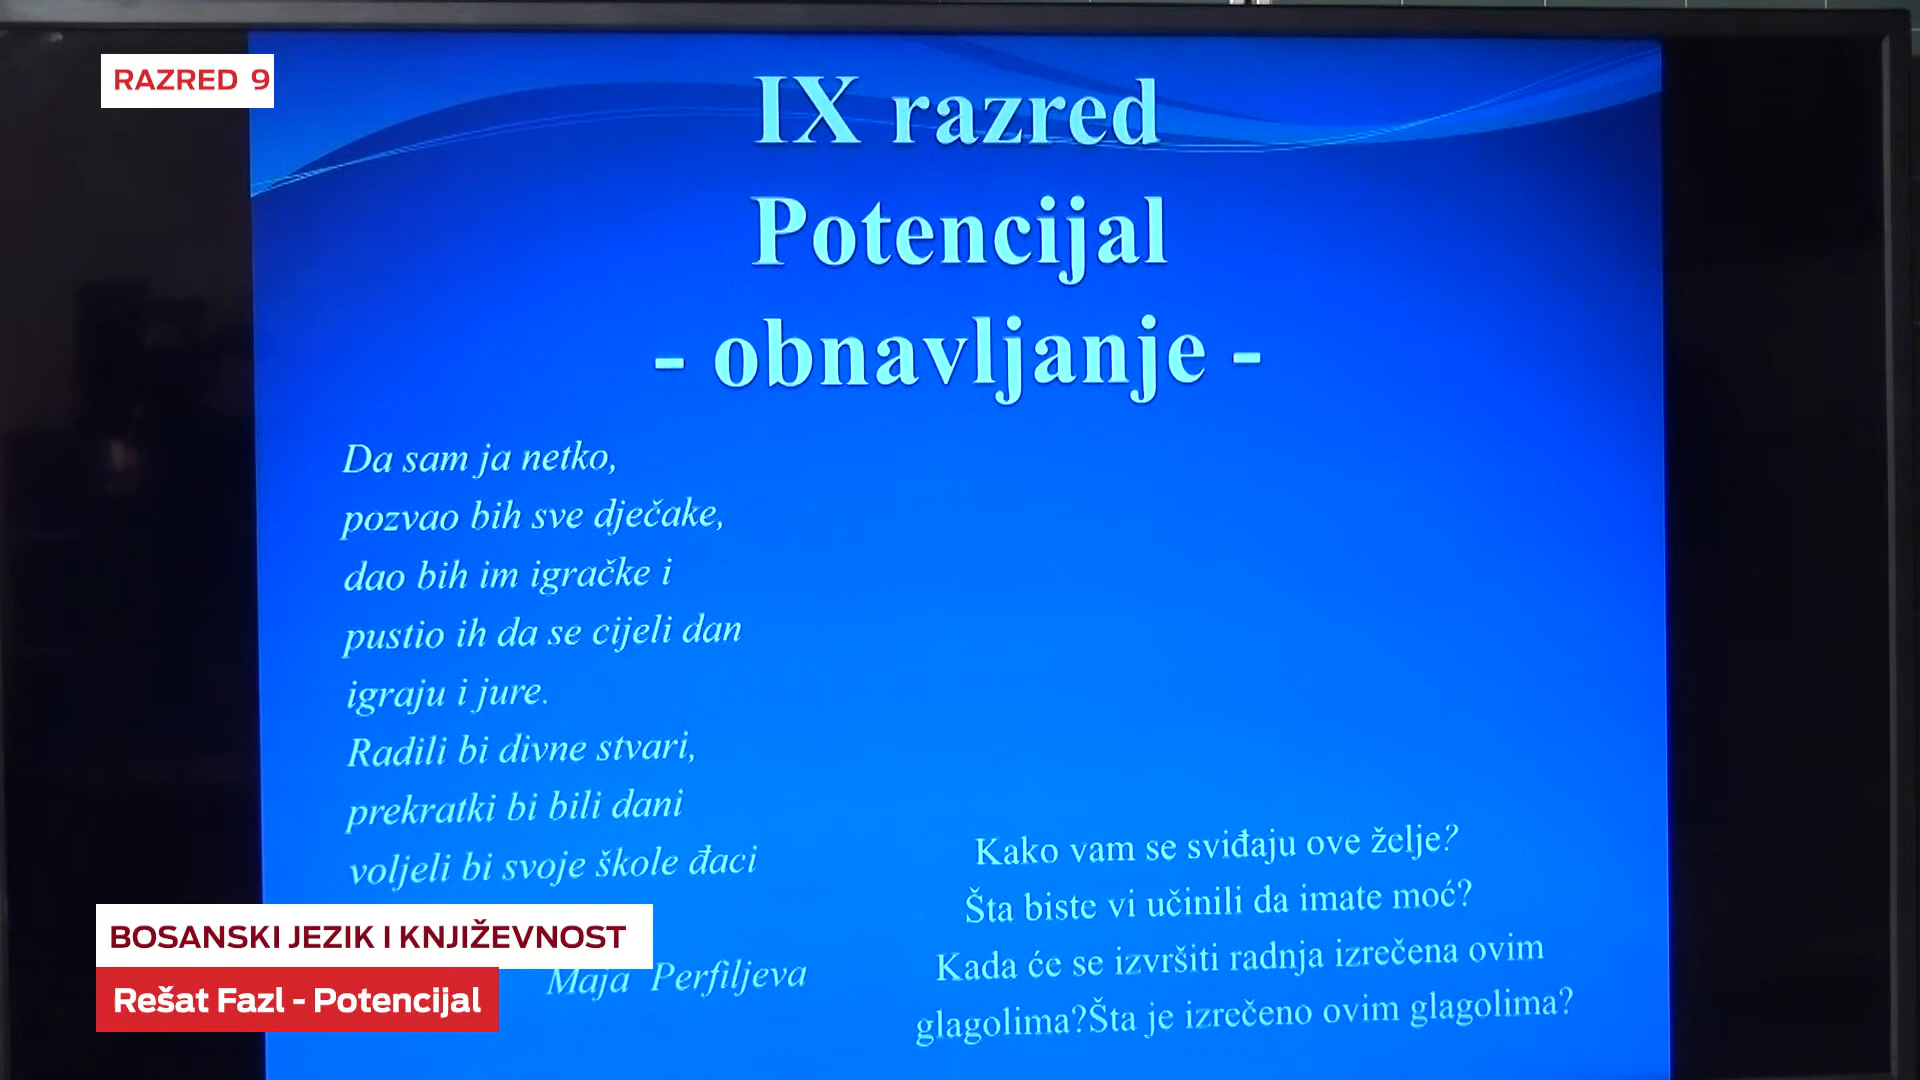 RAZRED 9
IX razred
Potencijal
- obnavljanje -
Da sam ja netko,
pozvao bih sve dječake,
dao bih im igračke i
pustio ih da se cijeli dan
igraju i jure.
Radili bi divne stvari,
prekratki bi bili dani
voljeli bi svoje škole đaci
Maja Perfiljeva
Kako vam se sviđaju ove želje?
Šta biste vi učinili da imate moć?
Kada će se izvršiti radnja izrečena ovim
glagolima?Šta je izrečeno ovim glagolima?
BOSANSKI JEZIK I KNJIŽEVNOST
Rešat Fazl - Potencijal